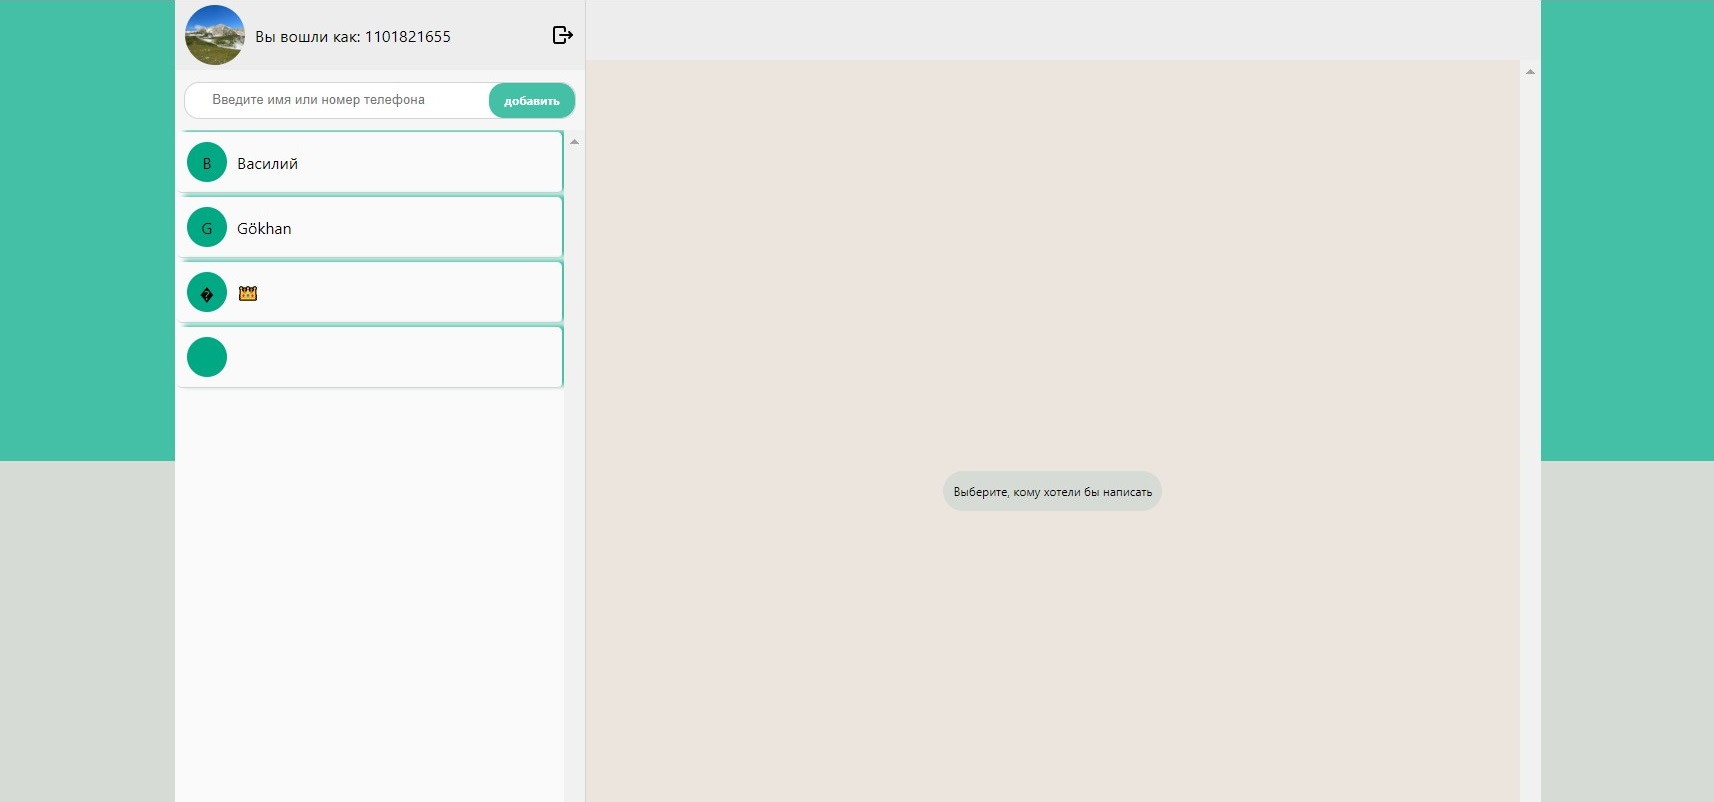 Вы вошли как: 1101821655
Введите имя или номер телефона
добавить
В Василий
G Gökhan
� 👑
Выберите, кому хотели бы написать